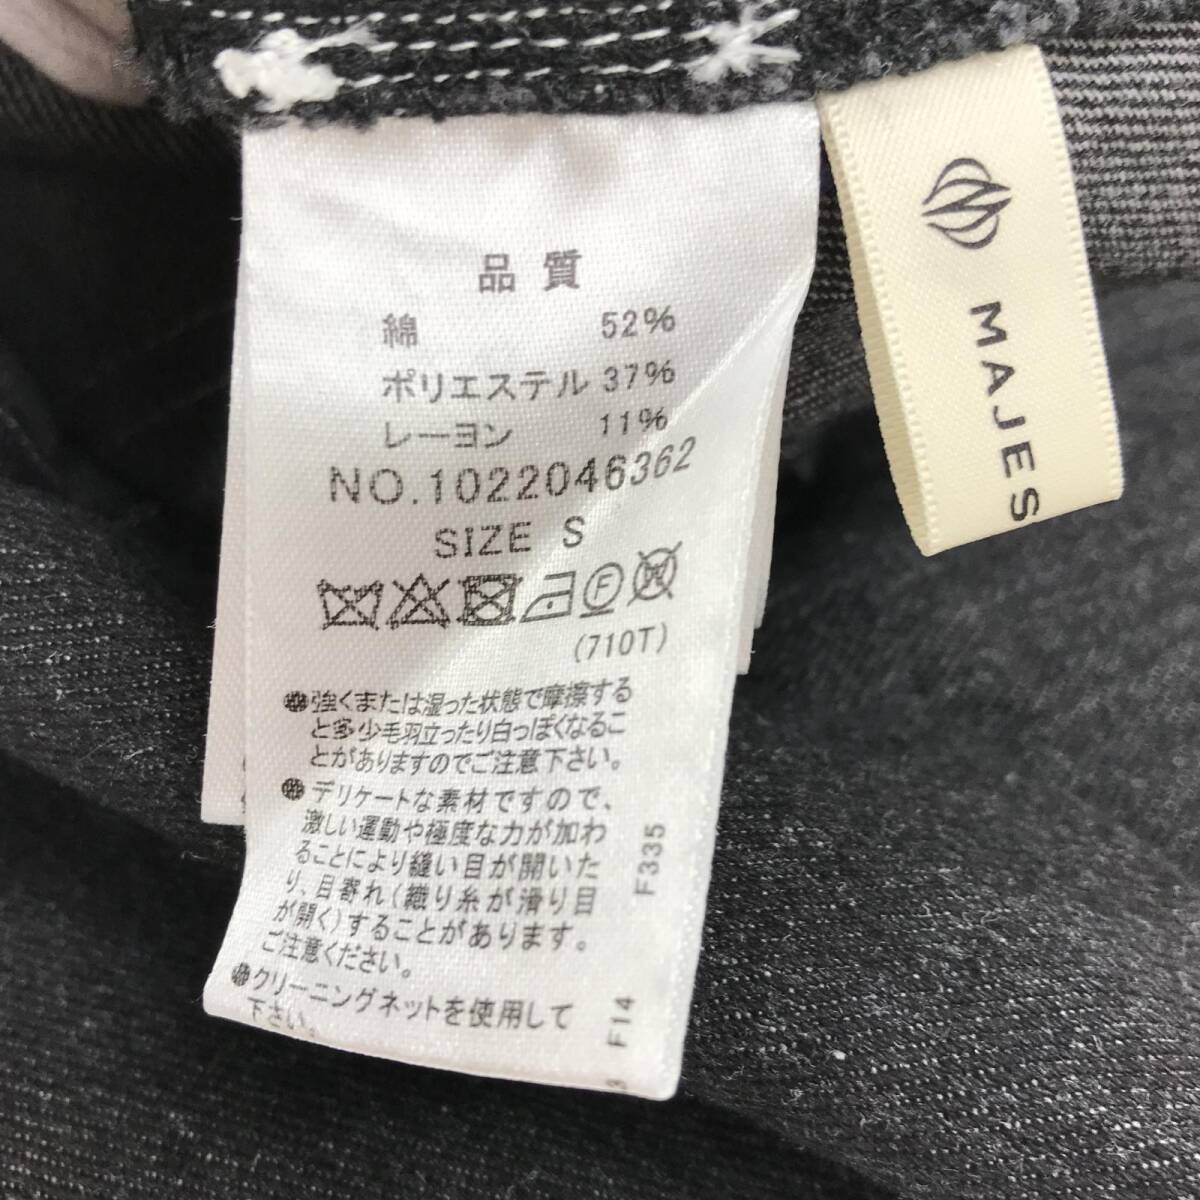 品質
綿 52%
ポリエステル 37%
レーヨン 11%
NO.1022046362
SIZE S
F
(710T)
強くまたは湿った状態で摩擦する
と多少毛羽立ったり白っぽくなるこ
とがありますのでご注意下さい。
デリケートな素材ですので、
激しい運動や極度な力が加わ
ることにより縫い目が開いた
り、目寄れ(織り糸が滑り目
が開く)することがあります。
ご注意ください。
クリーニングネットを使用して
下さい。
F335
3 F14
MAJES